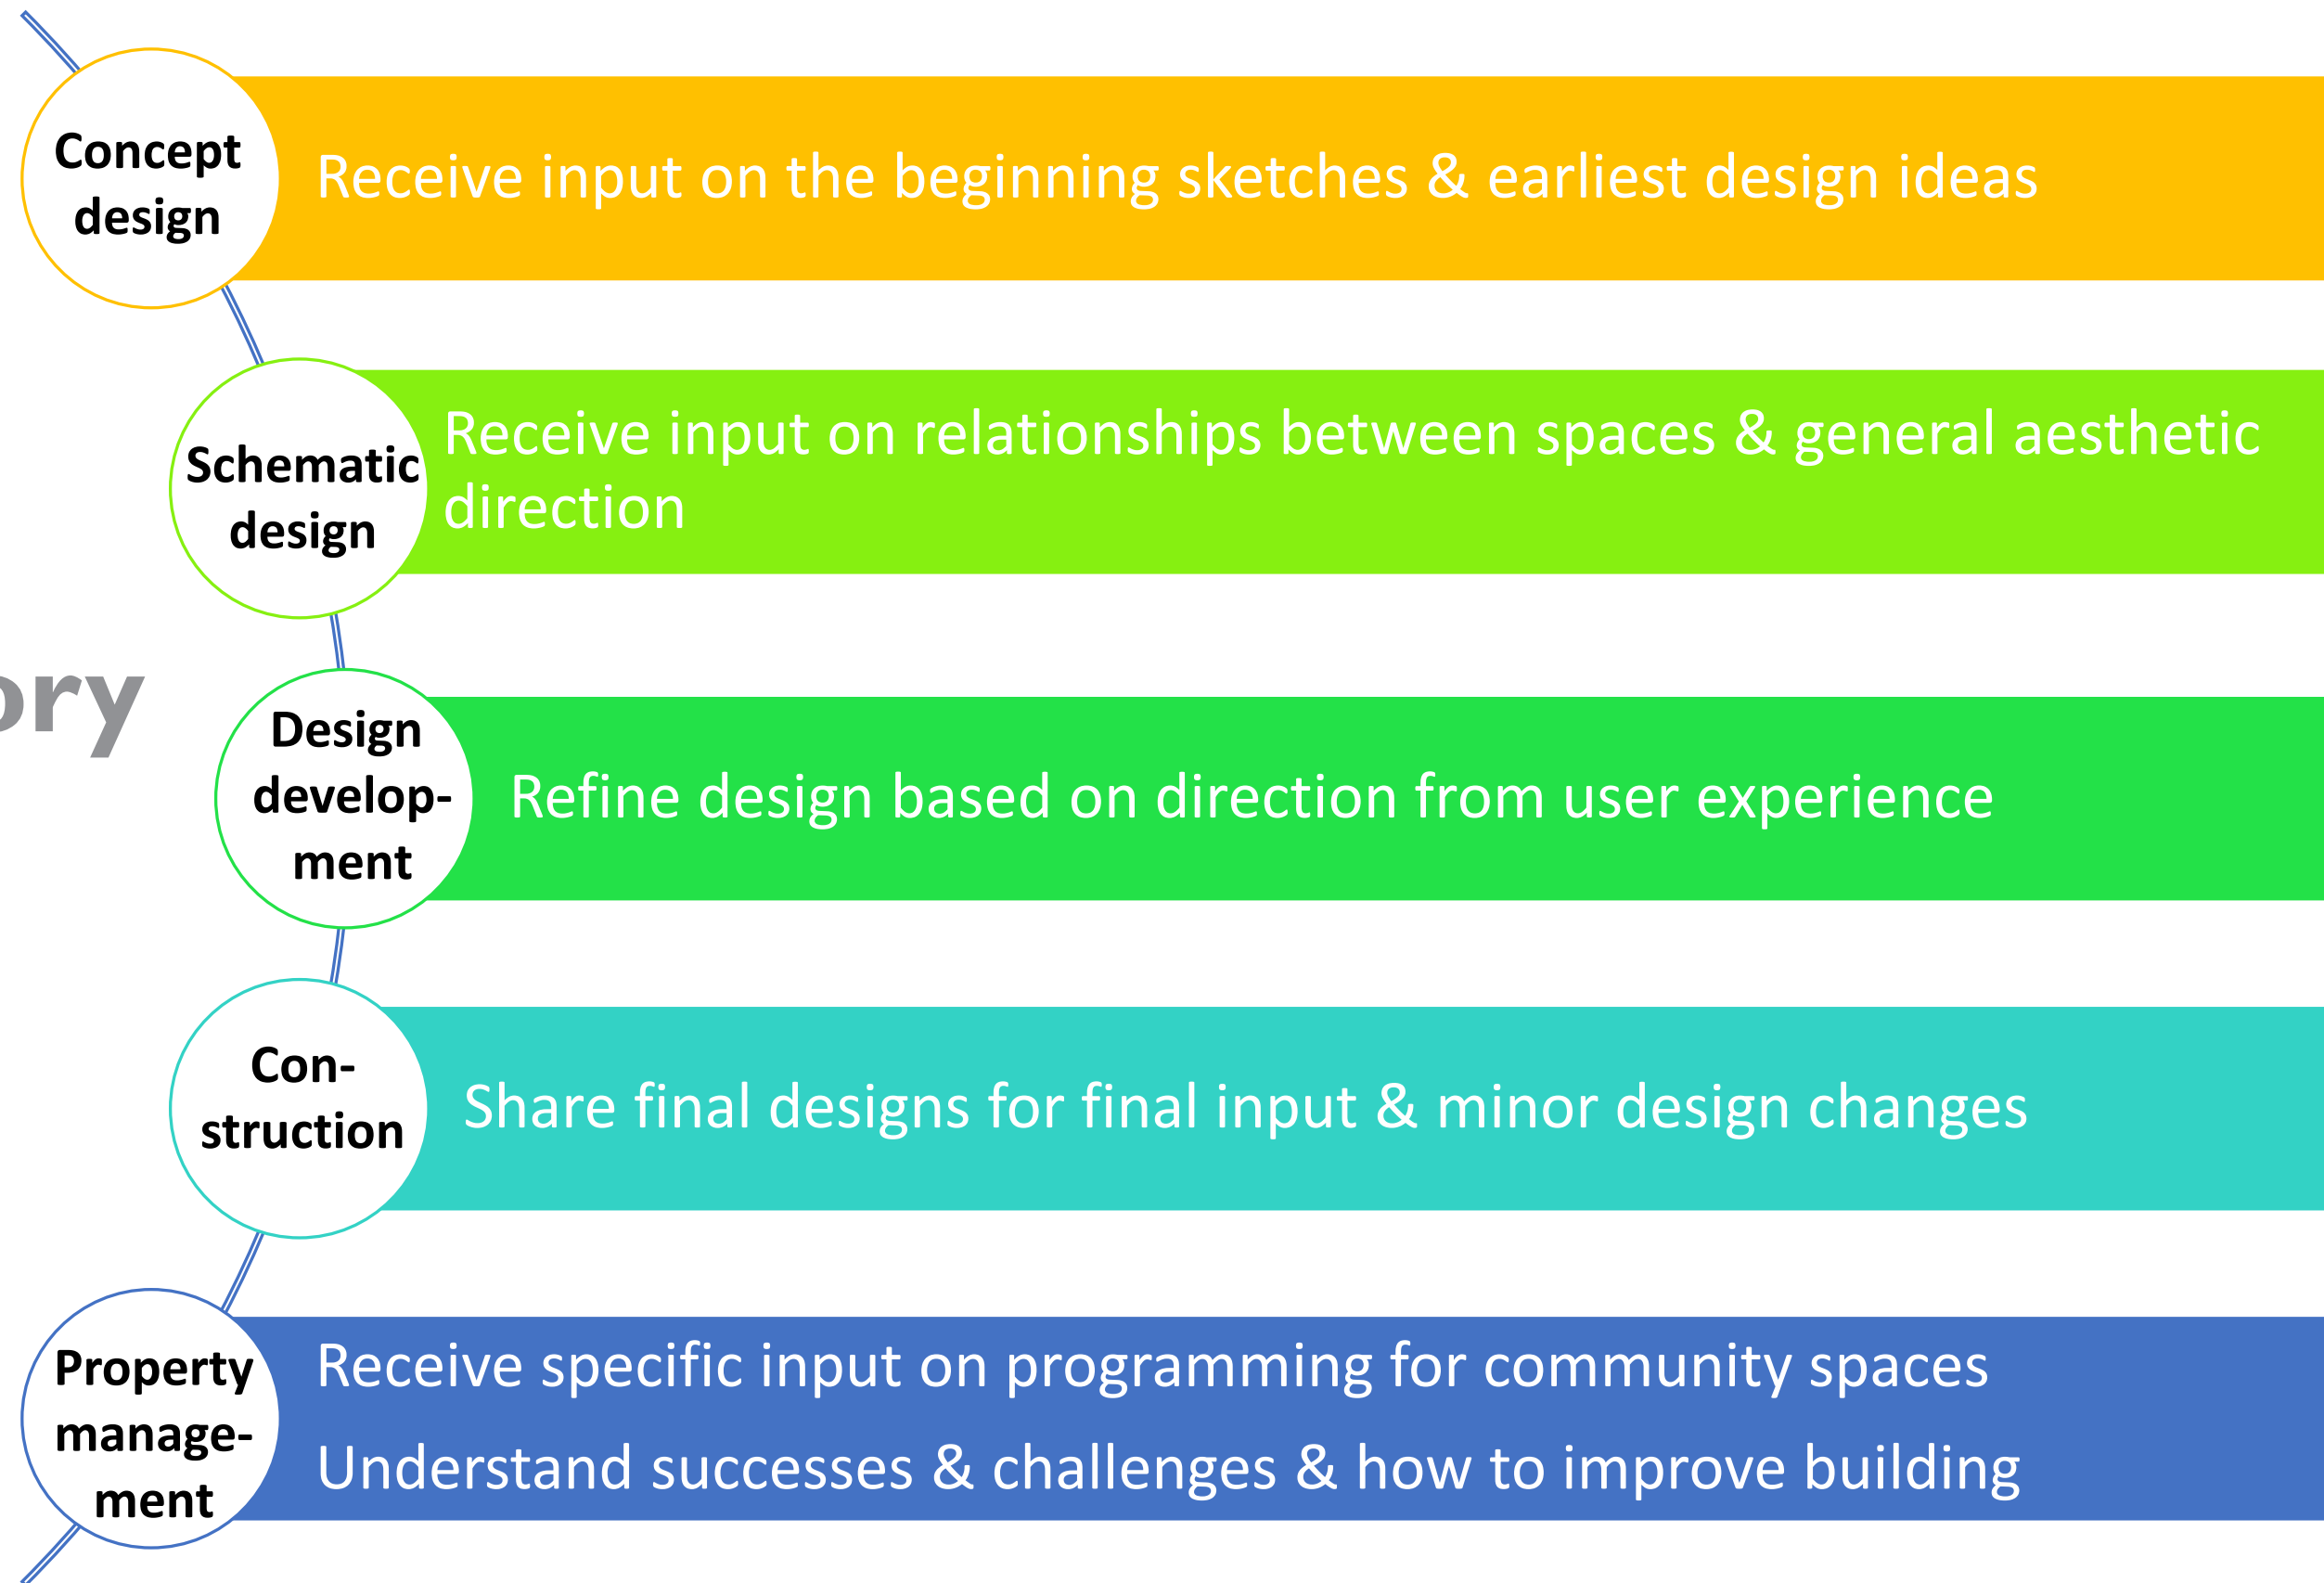 Concept
design
Receive input on the beginning sketches & earliest design ideas
Schematic
design
Receive input on relationships between spaces & general aesthetic
direction
ory
Design
develop-
ment
Refine design based on direction from user experience
Con-
struction
Share final designs for final input & minor design changes
Property
manage-
ment
Receive specific input on programming for community spaces
Understand successes & challenges & how to improve building